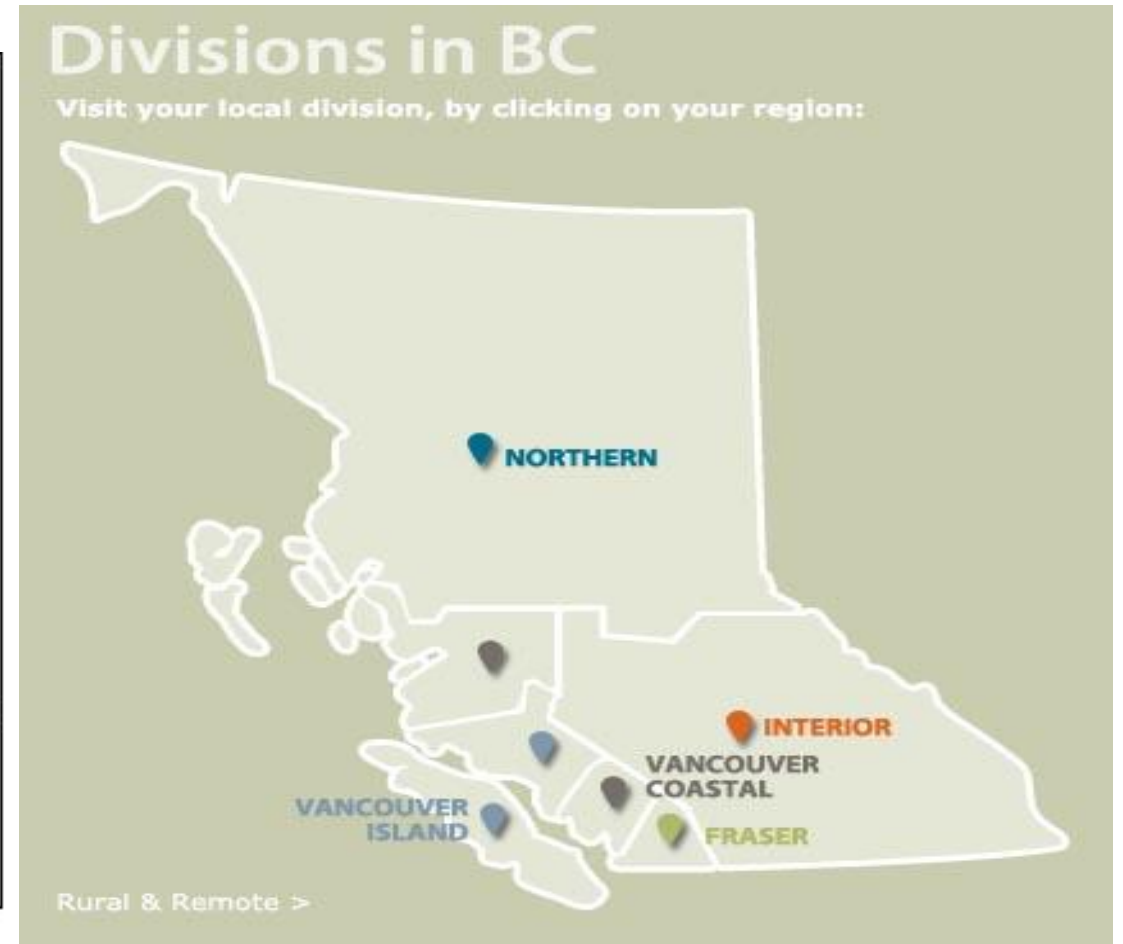 Divisions in BC
Visit your local division, by clicking on your region:
NORTHERN
INTERIOR
VANCOUVER
COASTAL
VANCOUVER
ISLAND
FRASER
Rural & Remote >